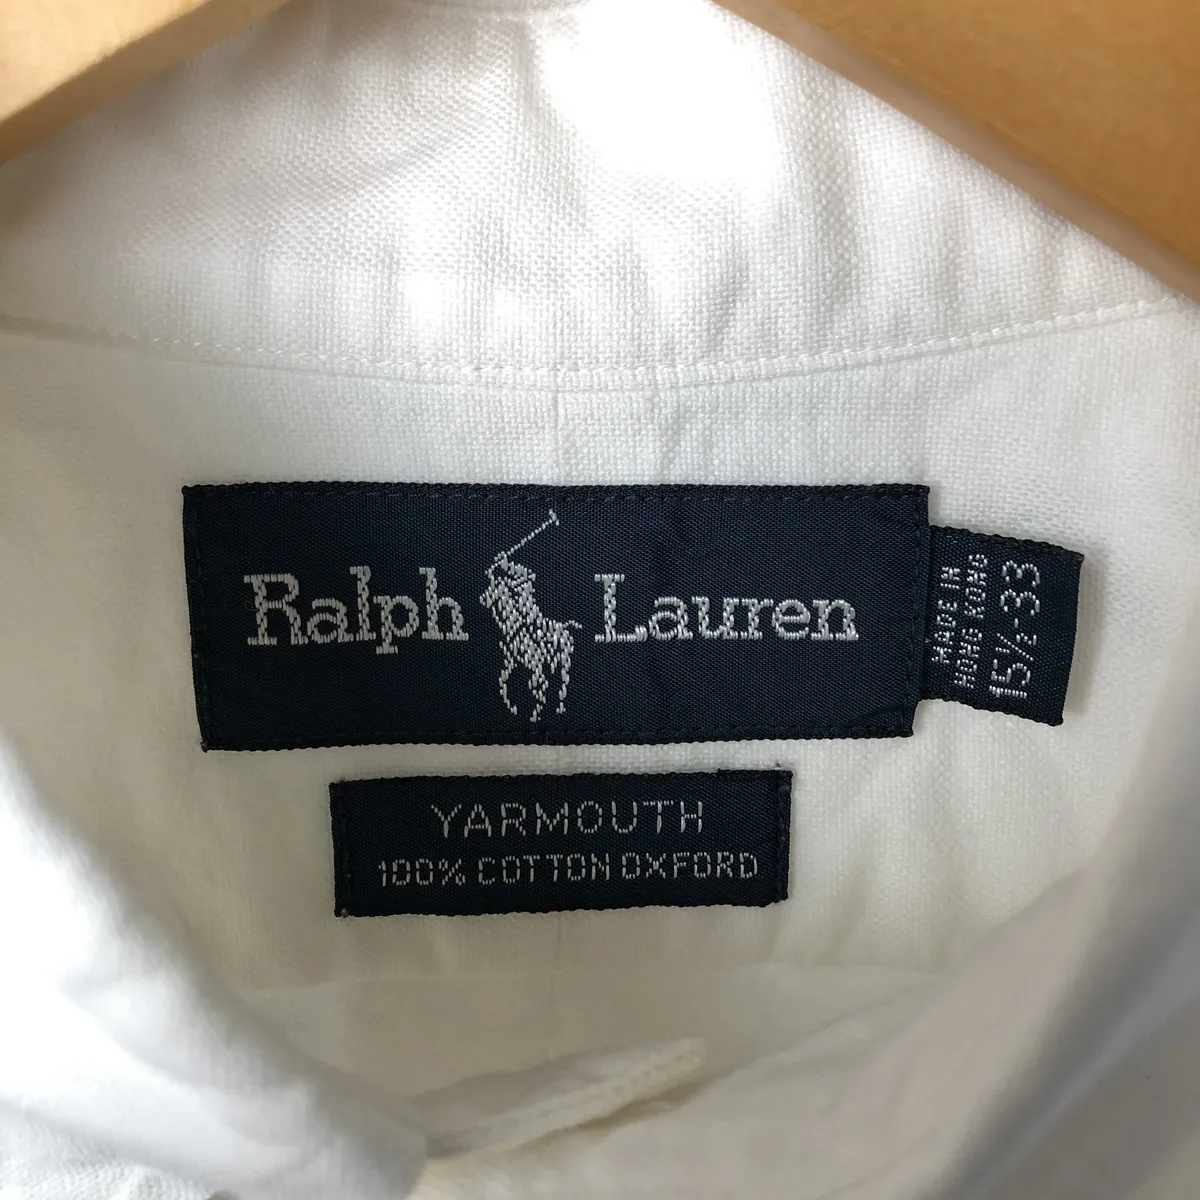 Ralph Lauren
MADE IN
HONG KONG
15½-33
YARMOUTH
100% COTTON OXFORD